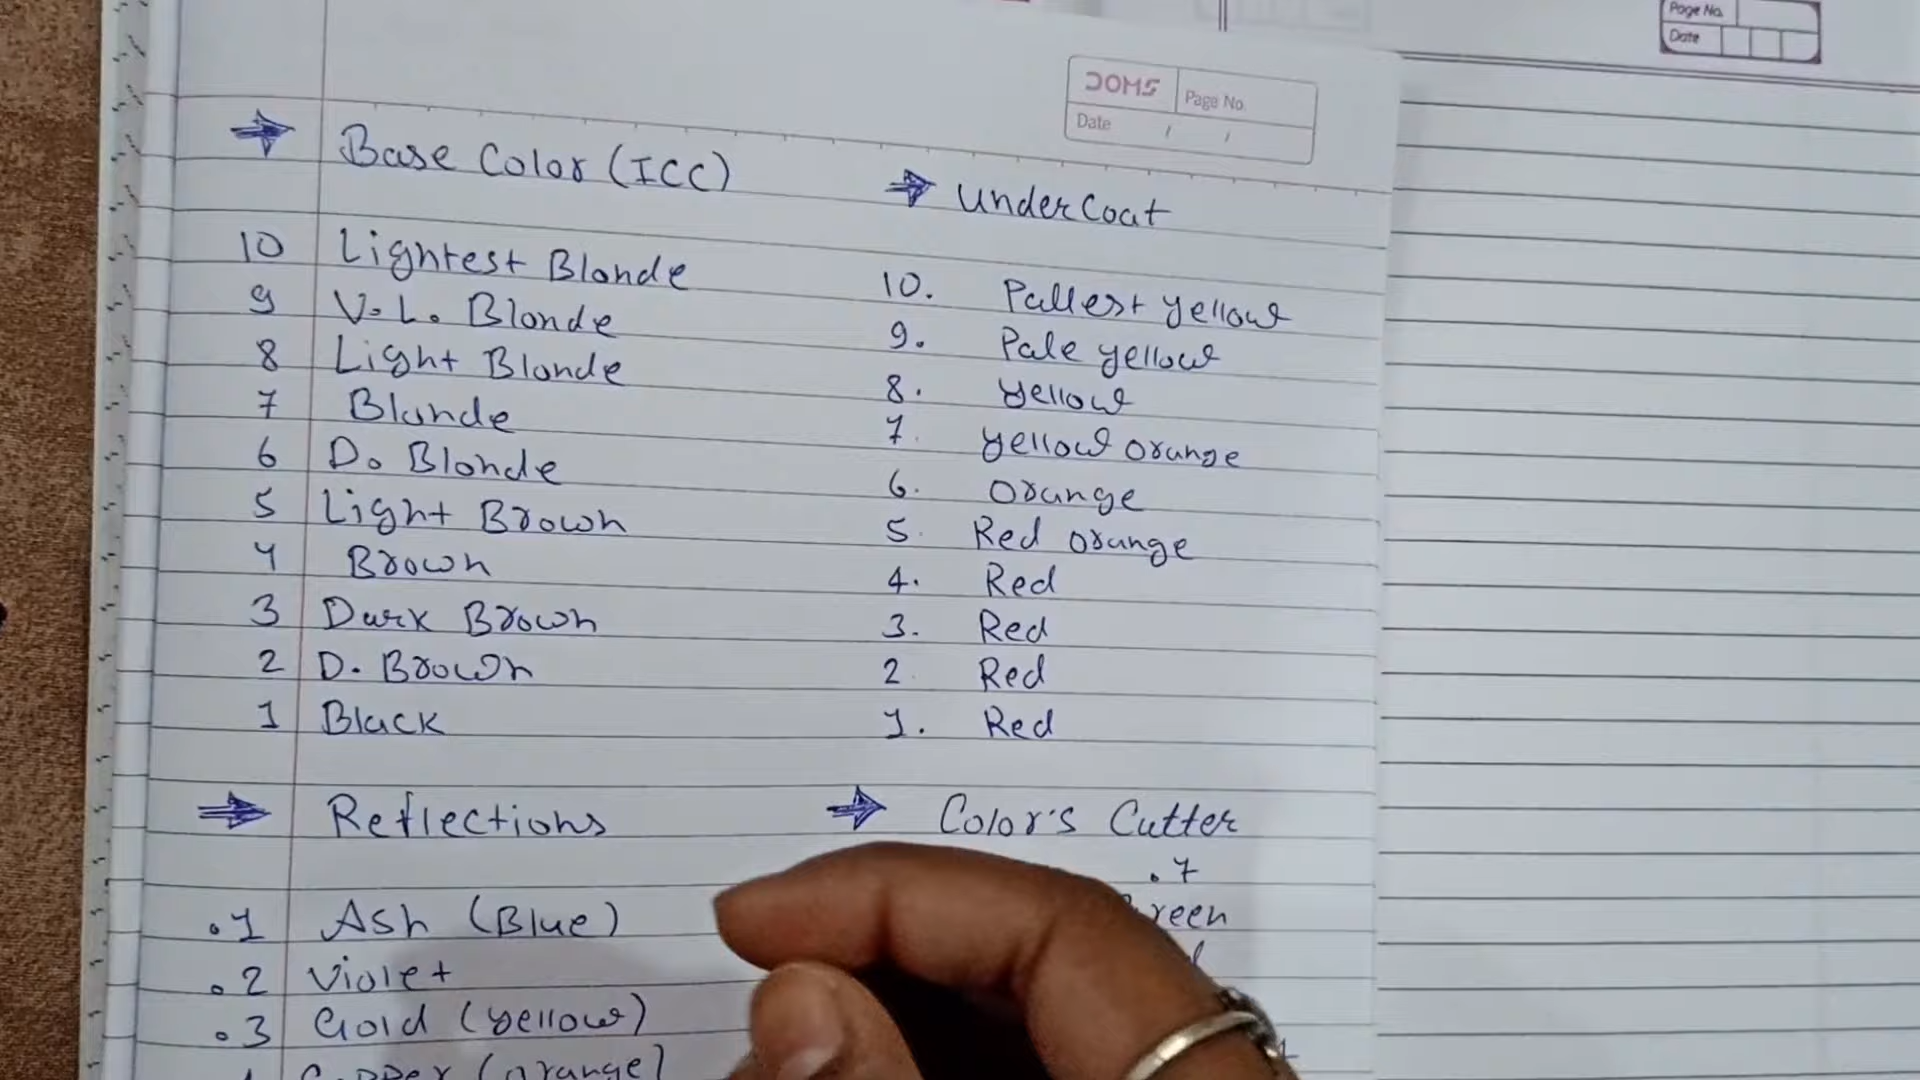 Page No.
Date
DOMS Page No.
Date / /
Base Color (ICC)
10 Lightest Blonde
9 V.L. Blonde
8 Light Blonde
7 Blonde
6 D. Blonde
5 Light Brown
4 Brown
3 Dark Brown
2 D. Brown
1 Black
Under Coat
10. Pallest yellow
9. Pale yellow
8. yellow
7. yellow orange
6. orange
5. Red orange
4. Red
3. Red
2. Red
1. Red
Reflections
.1 Ash (Blue)
.2 Violet
.3 Gold (yellow)
(orange)
Color's Cutter
.7